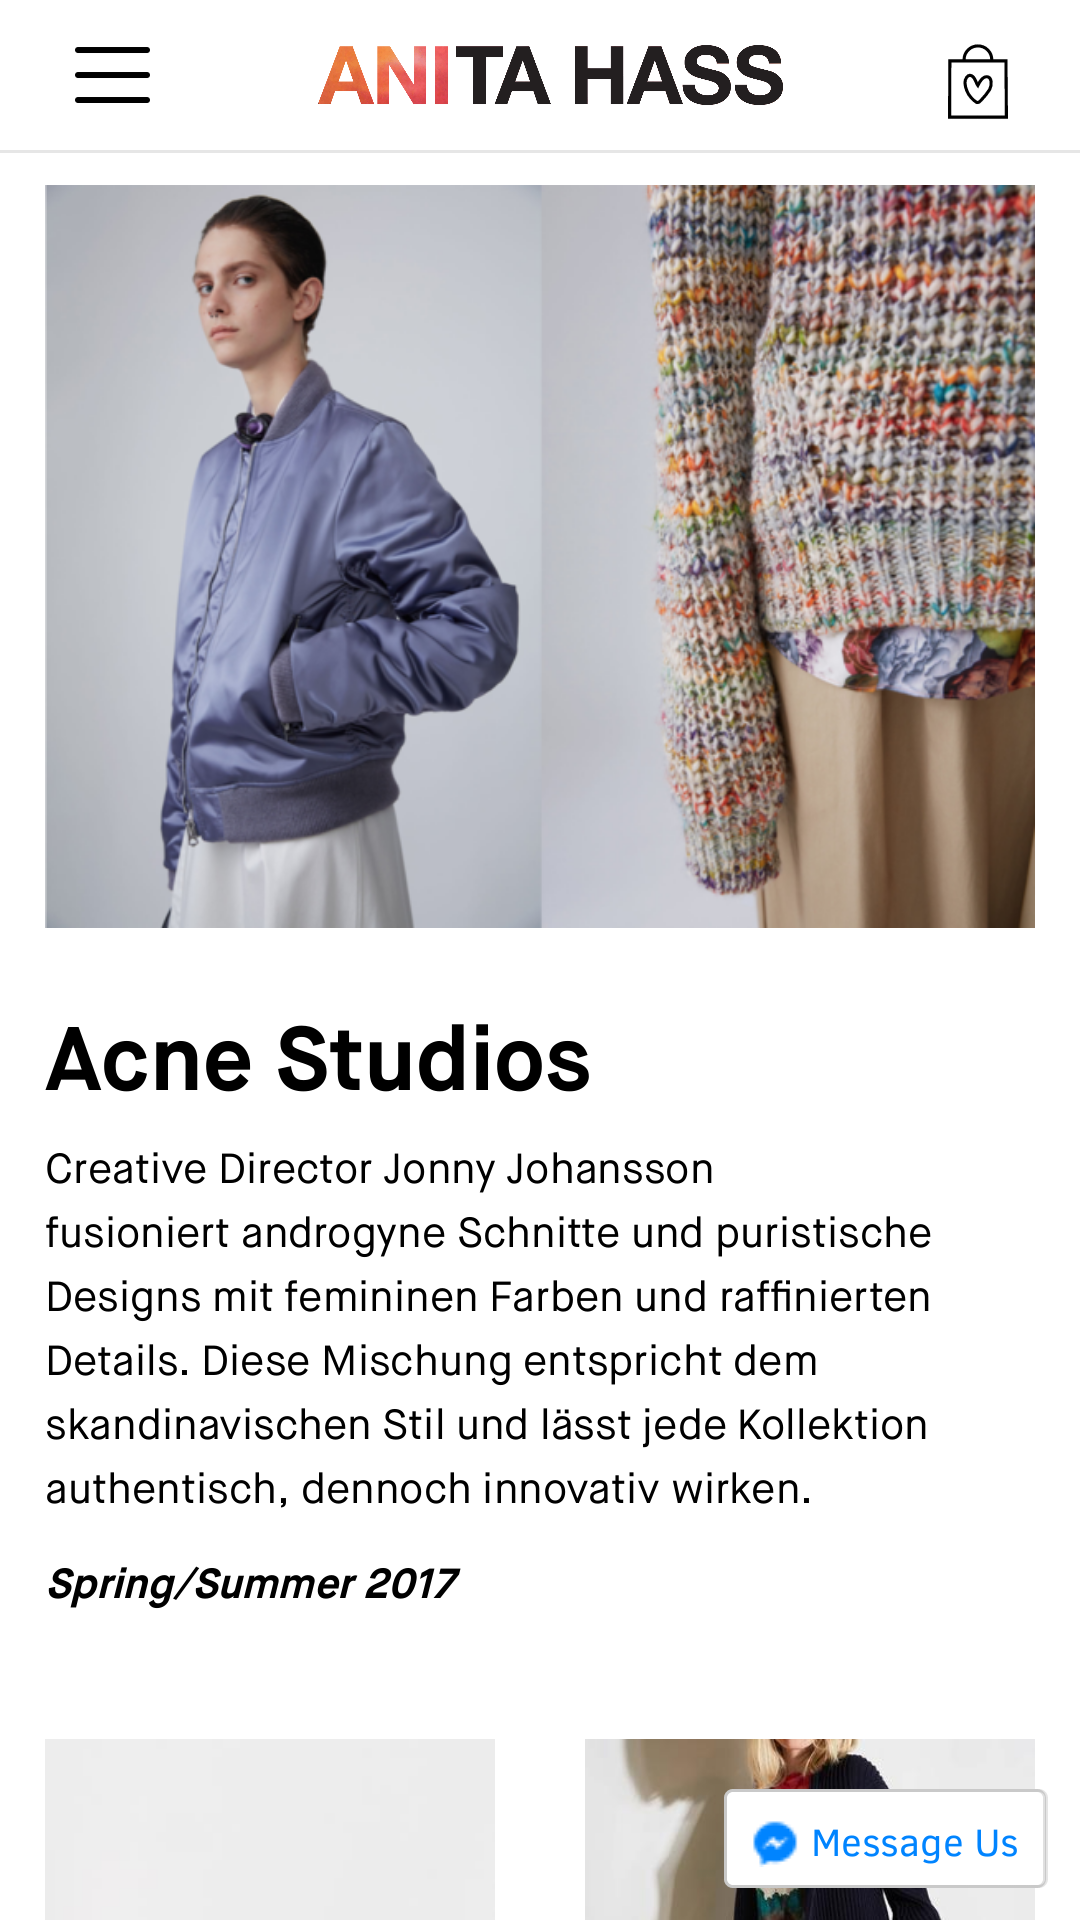 ANITA HASS
Acne Studios
Creative Director Jonny Johansson
fusioniert androgyne Schnitte und puristische
Designs mit femininen Farben und raffinierten
Details. Diese Mischung entspricht dem
skandinavischen Stil und lässt jede Kollektion
authentisch, dennoch innovativ wirken.
Spring/Summer 2017
Message Us